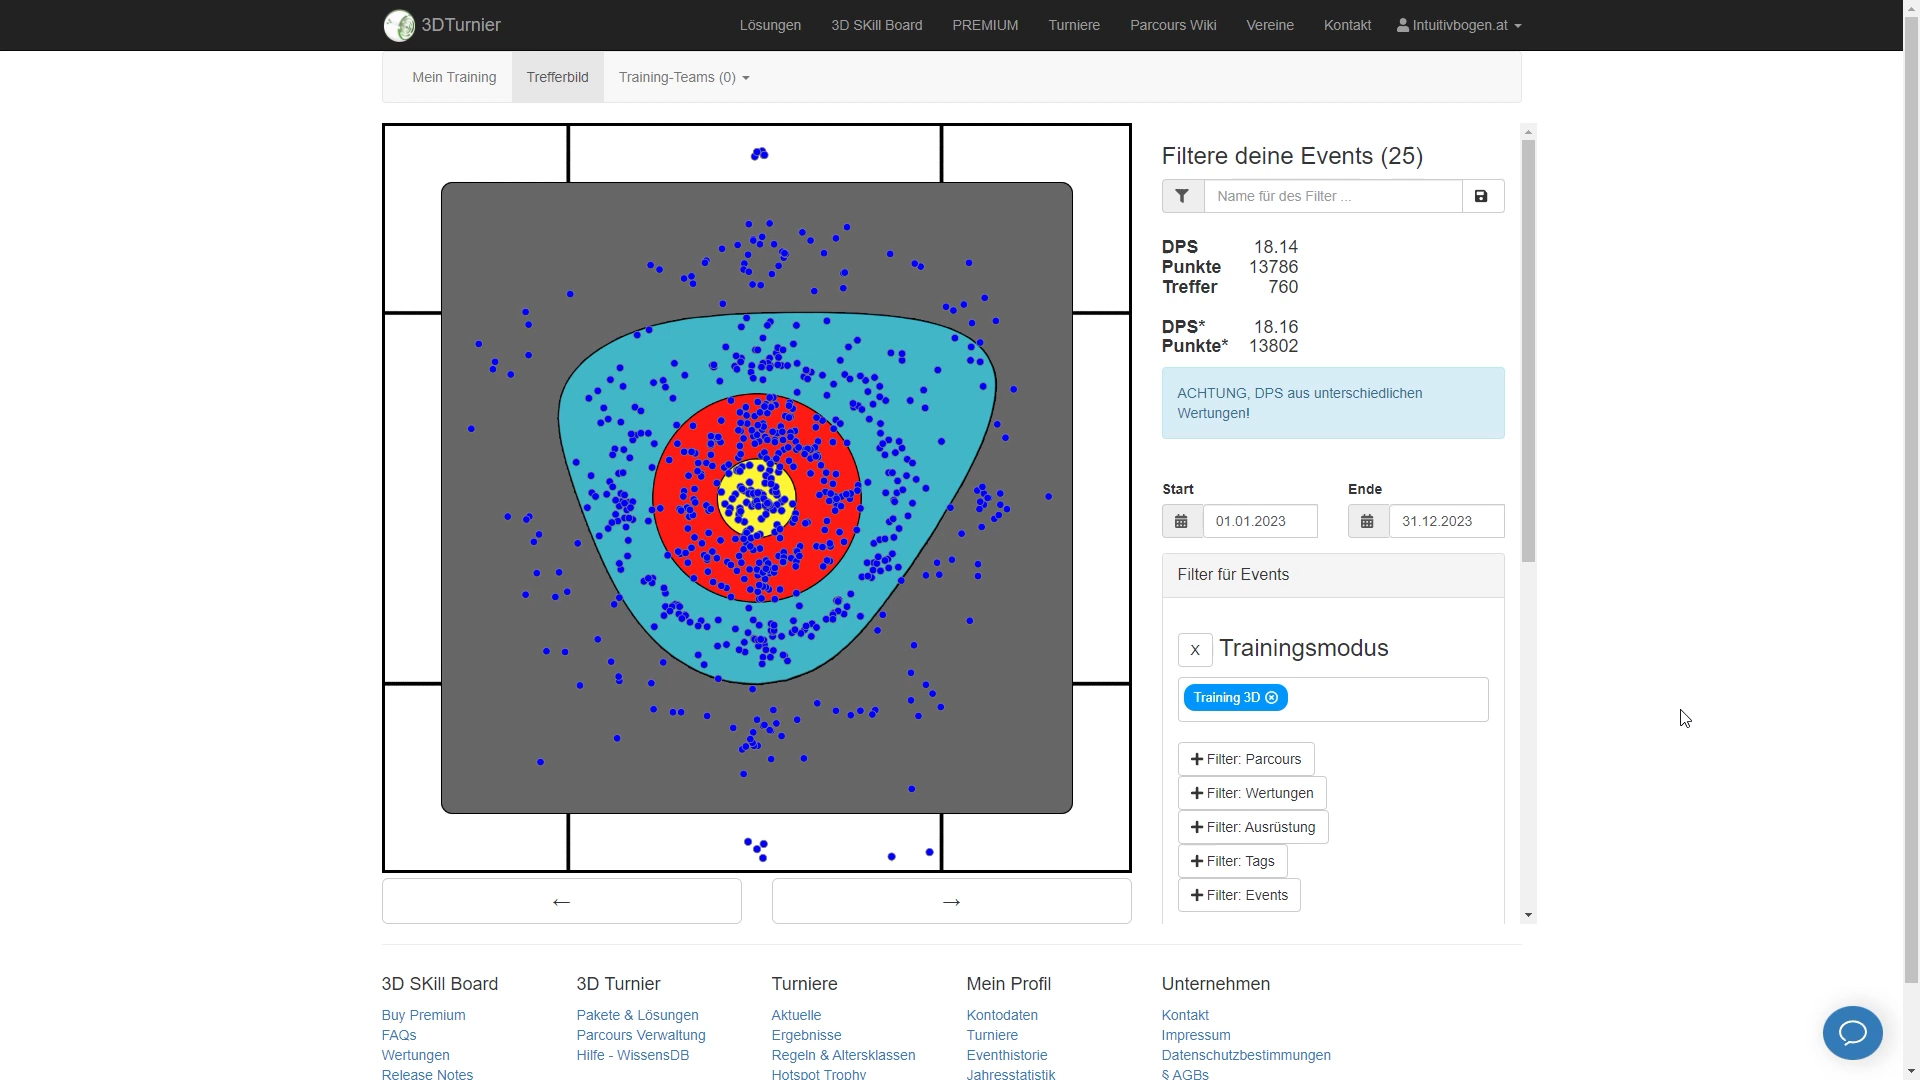 3DTurnier
Lösungen
3D SKill Board
PREMIUM
Turniere
Parcours Wiki
Vereine
Kontakt
Intuitivbogen.at
Mein Training
Trefferbild
Training-Teams (0)
Filtere deine Events (25)
Name für des Filter ...
DPS 18.14
Punkte 13786
Treffer 760
DPS* 18.16
Punkte* 13802
ACHTUNG, DPS aus unterschiedlichen
Wertungen!
Start
Ende
01.01.2023
31.12.2023
Filter für Events
X Trainingsmodus
Training 3D
+ Filter: Parcours
+ Filter: Wertungen
+ Filter: Ausrüstung
+ Filter: Tags
+ Filter: Events
← 
→
3D SKill Board
Buy Premium
FAQs
Wertungen
Release Notes
3D Turnier
Pakete & Lösungen
Parcours Verwaltung
Hilfe - WissensDB
Turniere
Aktuelle
Ergebnisse
Regeln & Altersklassen
Hotspot Trophy
Mein Profil
Kontodaten
Turniere
Eventhistorie
Jahresstatistik
Unternehmen
Kontakt
Impressum
Datenschutzbestimmungen
§ AGBs